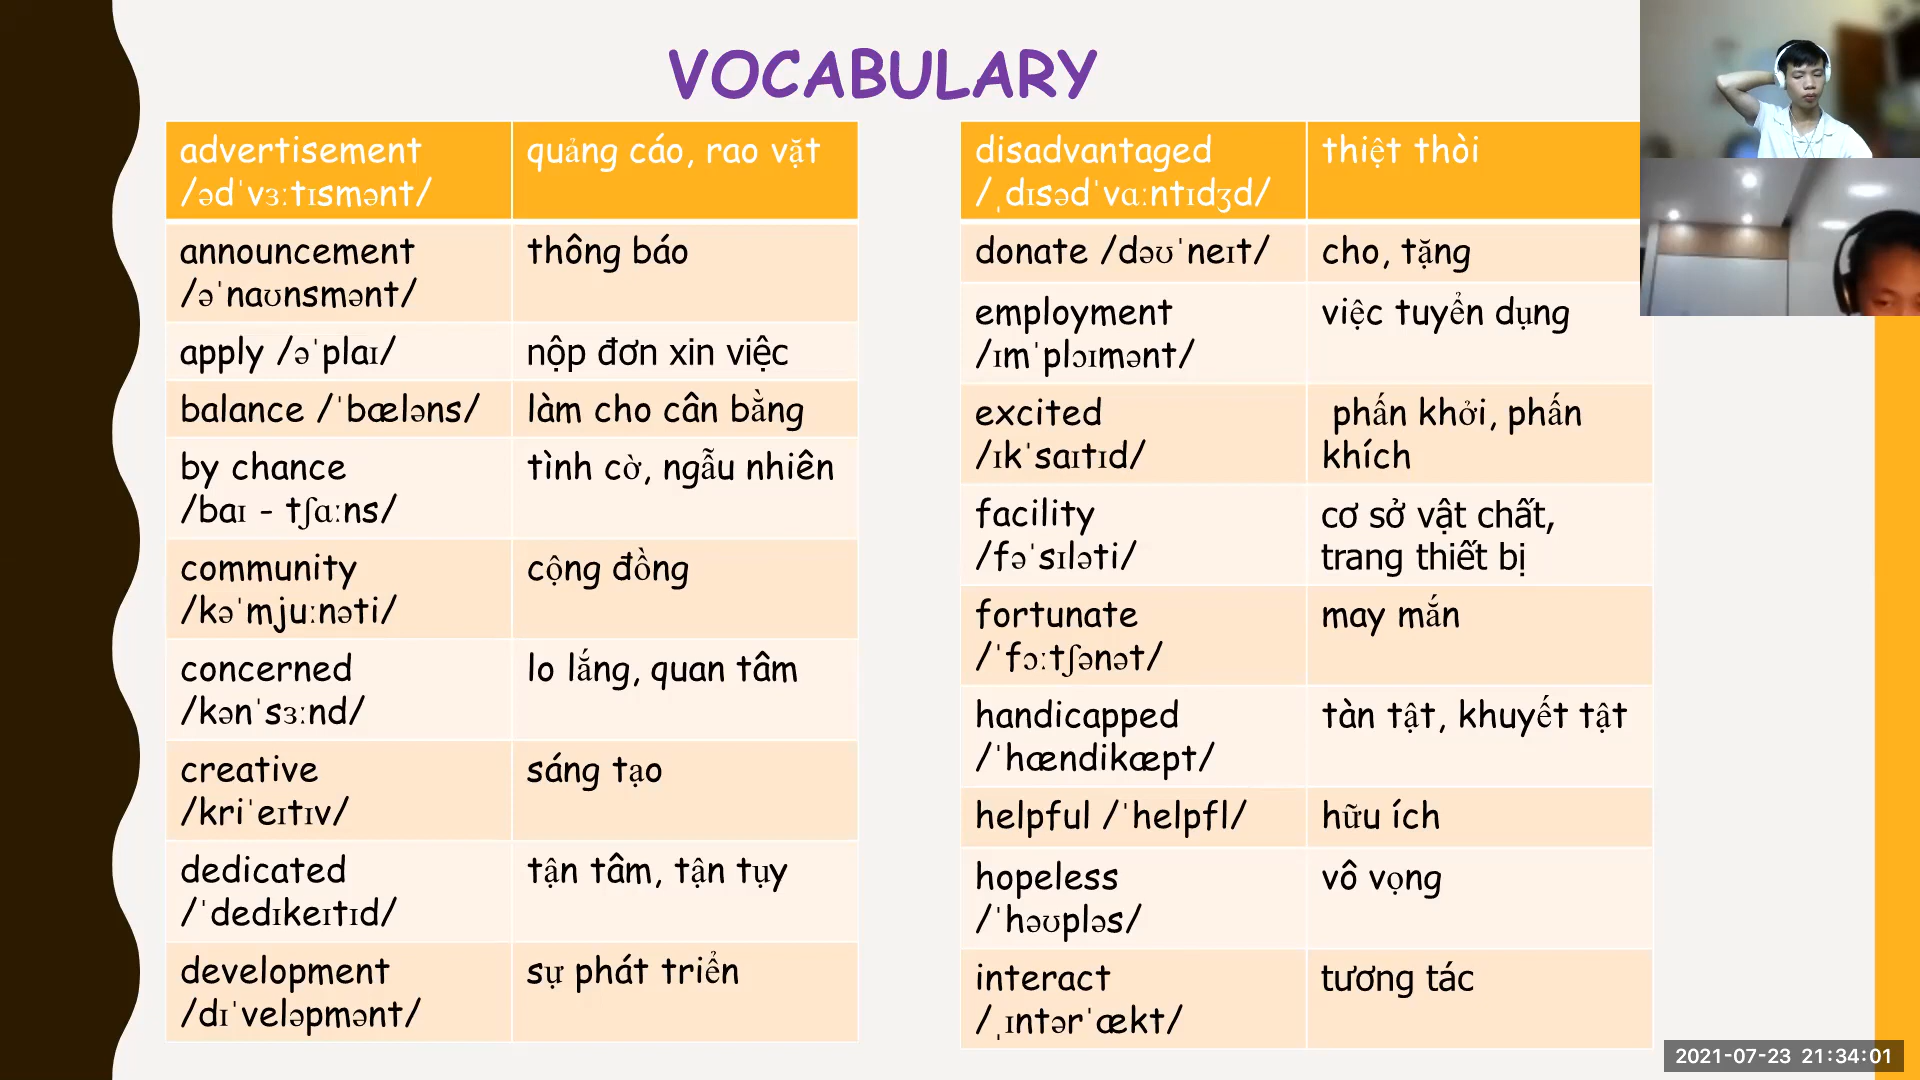 VOCABULARY
advertisement
/ədˈvɜːtɪsmənt/
quảng cáo, rao vặt
announcement
/əˈnaʊnsmənt/
thông báo
apply /əˈplaɪ/
nộp đơn xin việc
balance /ˈbæləns/
làm cho cân bằng
by chance
/baɪ - tʃɑːns/
tình cờ, ngẫu nhiên
community
/kəˈmjuːnəti/
cộng đồng
concerned
/kənˈsɜːnd/
lo lắng, quan tâm
creative
/kriˈeɪtɪv/
sáng tạo
dedicated
/ˈdedɪkeɪtɪd/
tận tâm, tận tụy
development
/dɪˈveləpmənt/
sự phát triển
disadvantaged
/ˌdɪsədˈvɑːntɪdʒd/
thiệt thòi
donate /dəʊˈneɪt/
cho, tặng
employment
/ɪmˈplɔɪmənt/
việc tuyển dụng
excited
/ɪkˈsaɪtɪd/
phấn khởi, phấn
khích
facility
/fəˈsɪləti/
cơ sở vật chất,
trang thiết bị
fortunate
/ˈfɔːtʃənət/
may mắn
handicapped
/ˈhændikæpt/
tàn tật, khuyết tật
helpful /ˈhelpfl/
hữu ích
hopeless
/ˈhəʊpləs/
vô vọng
interact
/ˌɪntərˈækt/
tương tác
2021-07-23 21:34:01